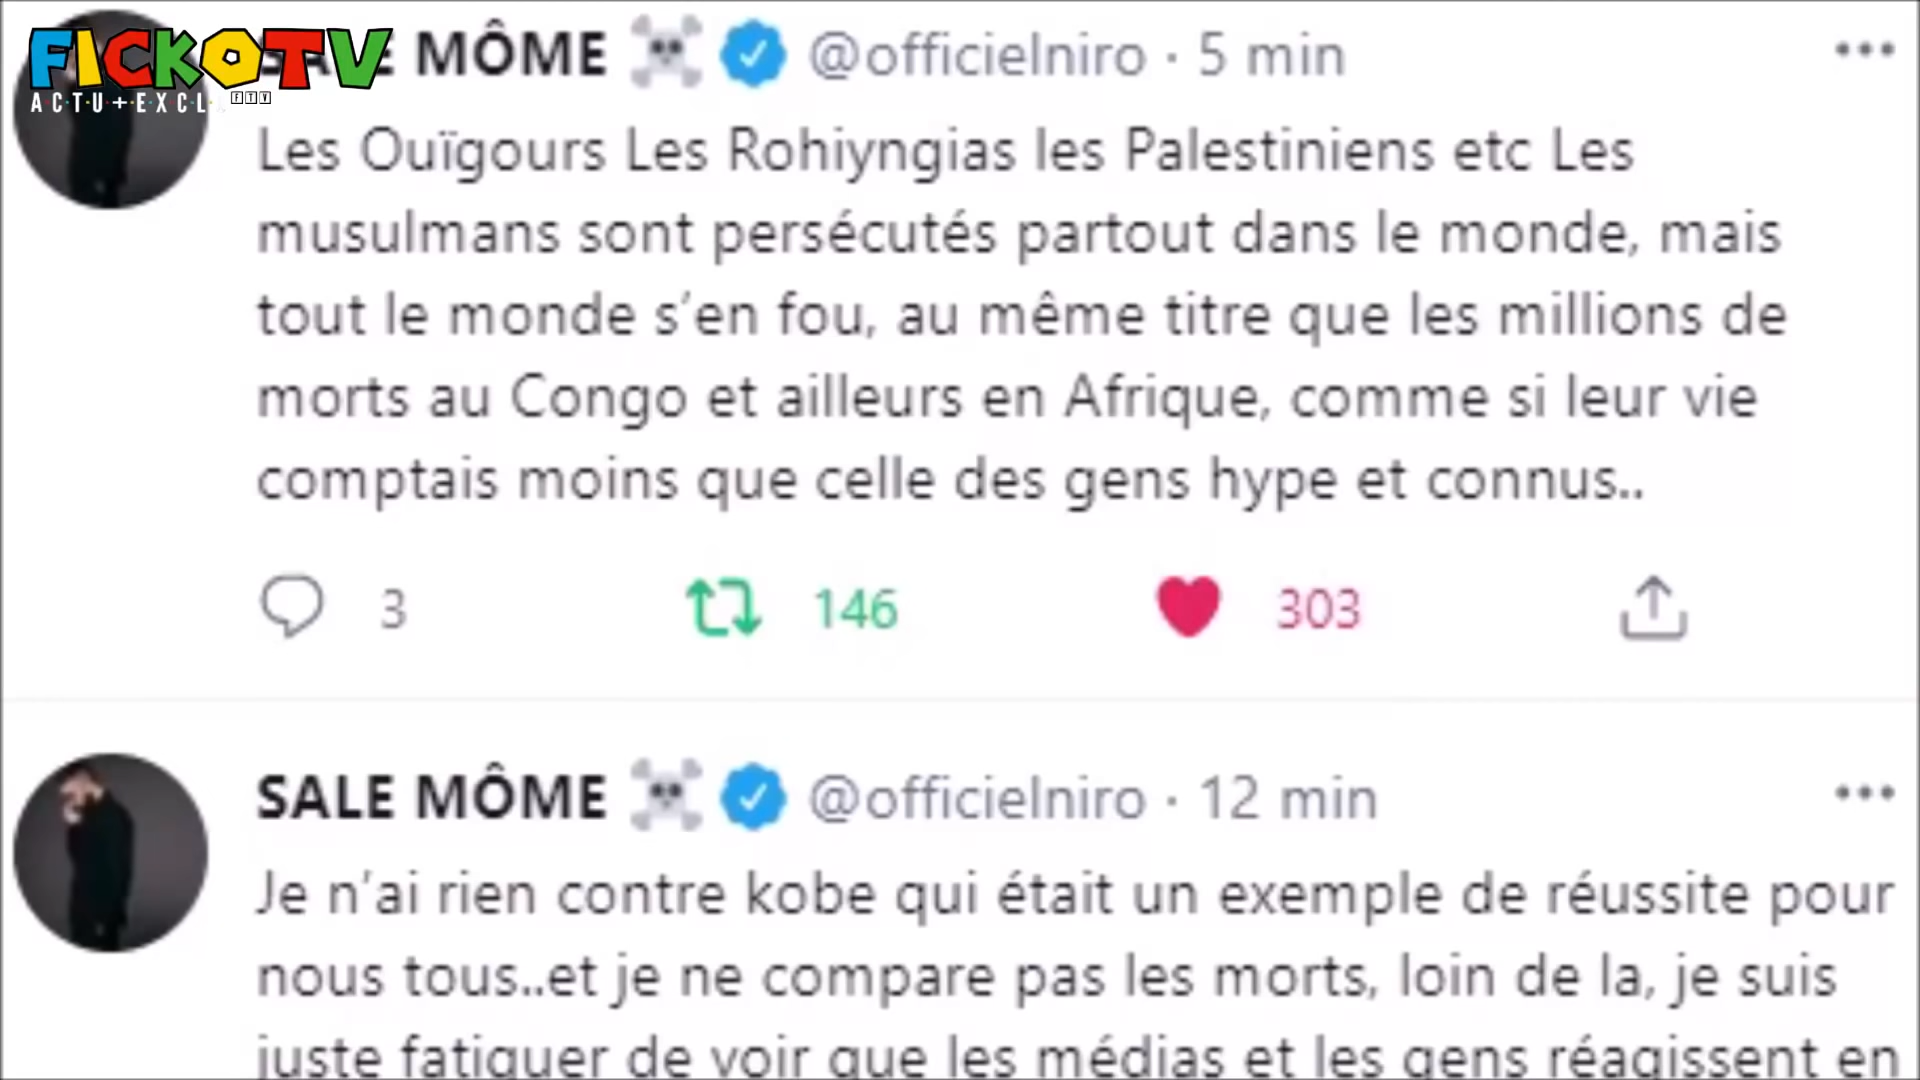 FICKOTV
SALE MÔME @officielniro · 5 min
ACTU+EXCL FTV
Les Ouïgours Les Rohiyngias les Palestiniens etc Les
musulmans sont persécutés partout dans le monde, mais
tout le monde s'en fou, au même titre que les millions de
morts au Congo et ailleurs en Afrique, comme si leur vie
comptais moins que celle des gens hype et connus..
3 146 303
SALE MÔME @officielniro · 12 min
Je n'ai rien contre kobe qui était un exemple de réussite pour
nous tous..et je ne compare pas les morts, loin de la, je suis
juste fatiguer de voir que les médias et les gens réagissent en